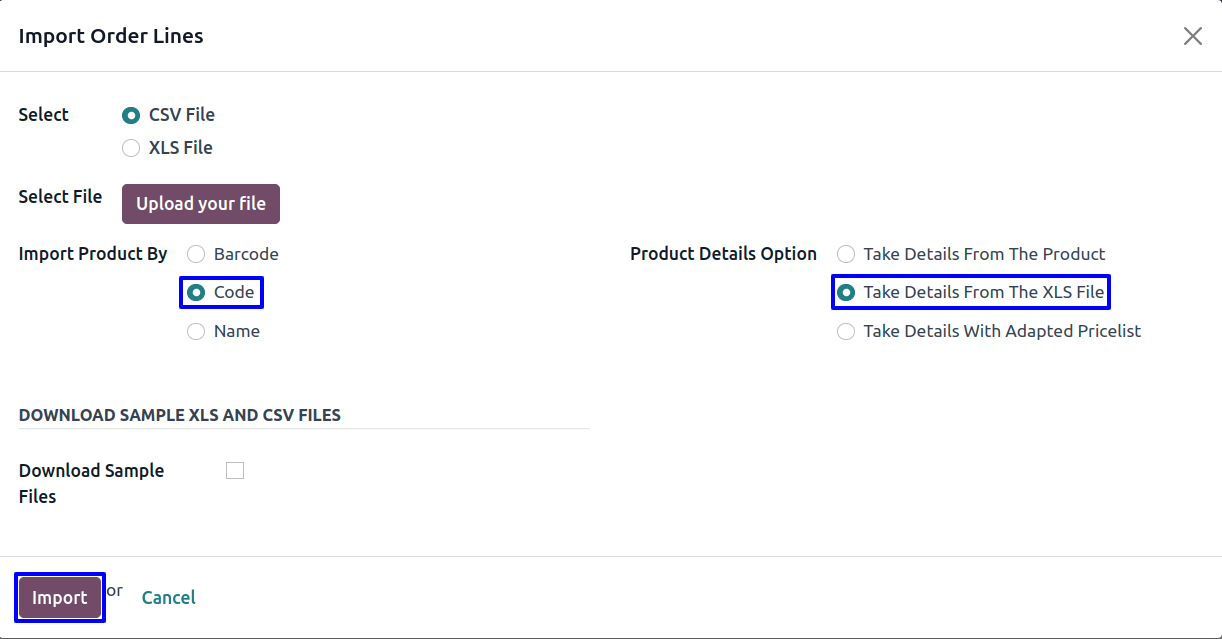 Import Order Lines
Select
CSV File
XLS File
Select File
Upload your file
Import Product By
Barcode
Code
Name
Product Details Option
Take Details From The Product
Take Details From The XLS File
Take Details With Adapted Pricelist
DOWNLOAD SAMPLE XLS AND CSV FILES
Download Sample
Files
Import or Cancel